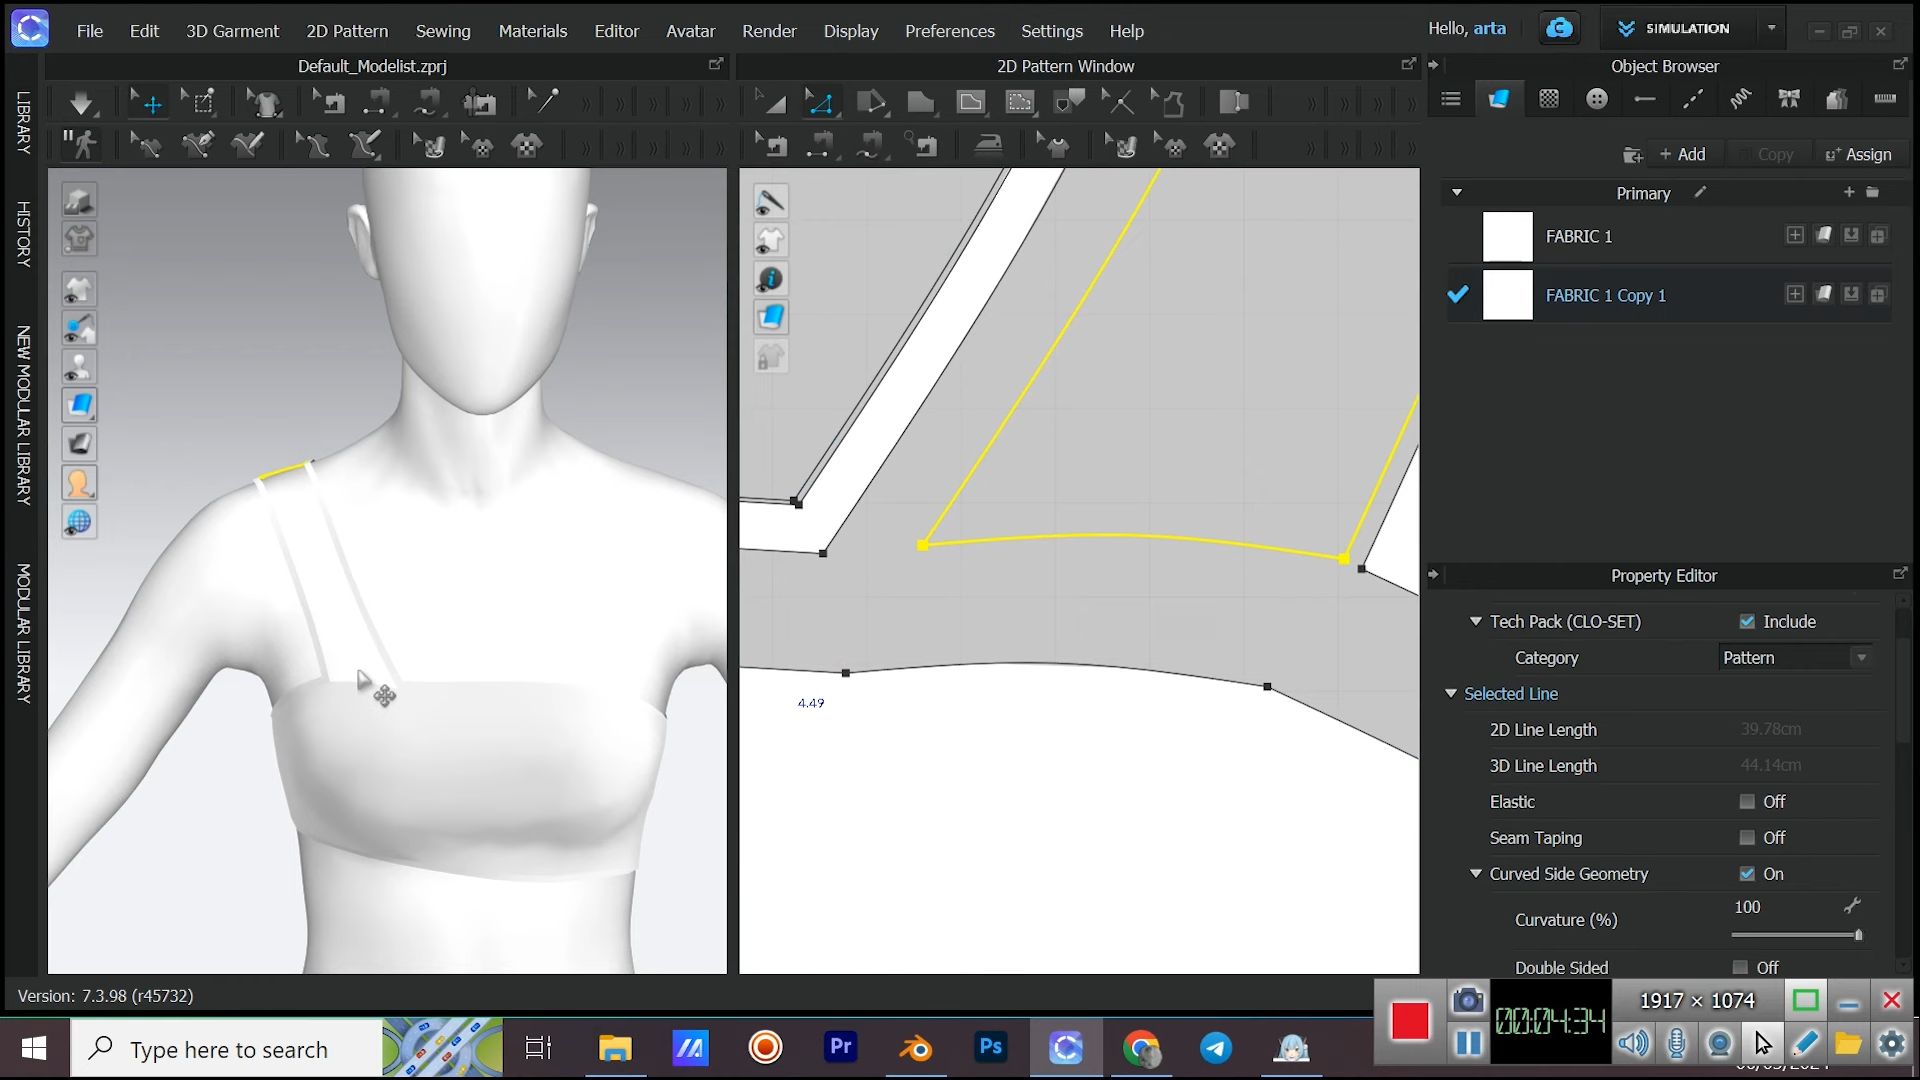 File Edit 3D Garment 2D Pattern Sewing Materials Editor Avatar Render Display Preferences Settings Help
Hello, arta
SIMULATION
Default_Modelist.zprj
2D Pattern Window
Object Browser
LIBRARY
HISTORY
NEW MODULAR LIBRARY
MODULAR LIBRARY
+ Add
Copy
Assign
Primary
FABRIC 1
FABRIC 1 Copy 1
4.49
Property Editor
Tech Pack (CLO-SET) Include
Category Pattern
Selected Line
2D Line Length 39.78cm
3D Line Length 44.14cm
Elastic Off
Seam Taping Off
Curved Side Geometry On
Curvature (%) 100
Double Sided Off
Version: 7.3.98 (r45732)
00:04:34
1917 × 1074
Type here to search
Pr
Ps